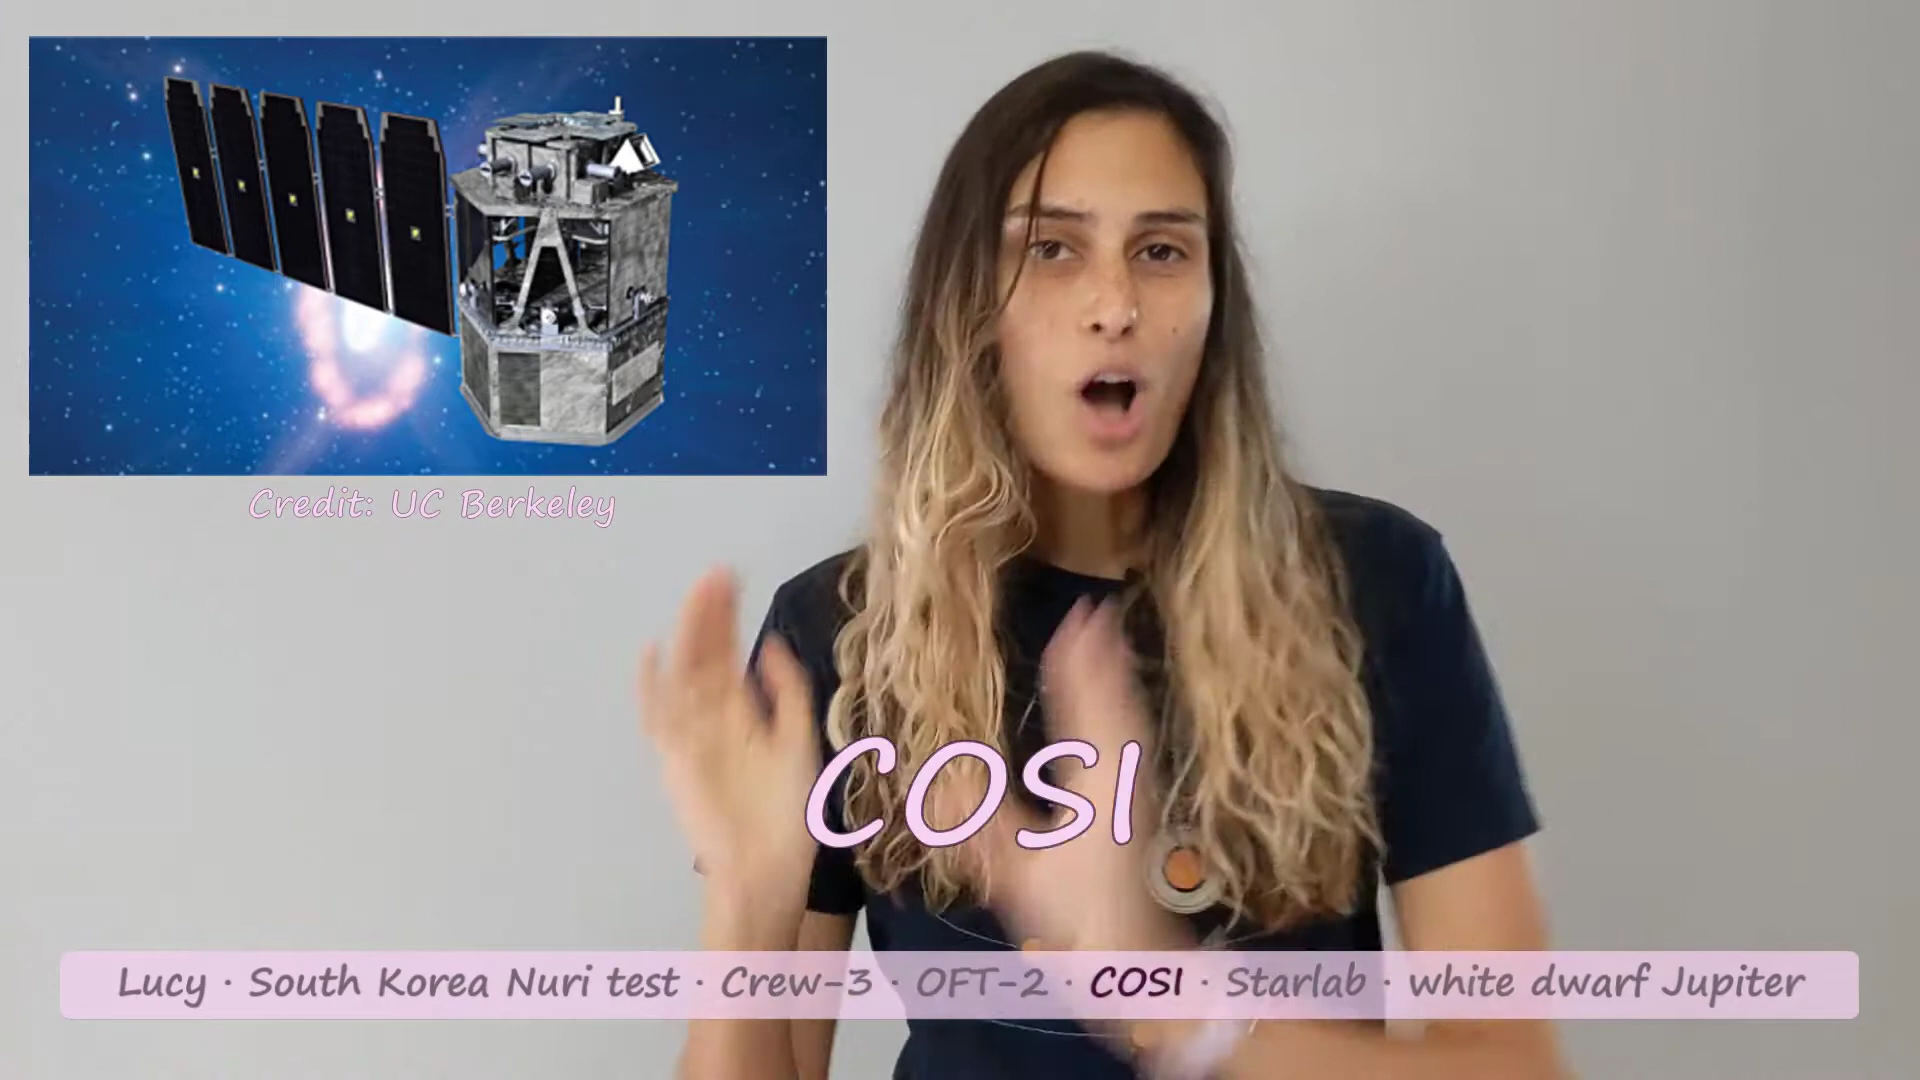 Credit: UC Berkeley
COSI
Lucy · South Korea Nuri test · Crew-3 · OFT-2 · COSI · Starlab · white dwarf Jupiter